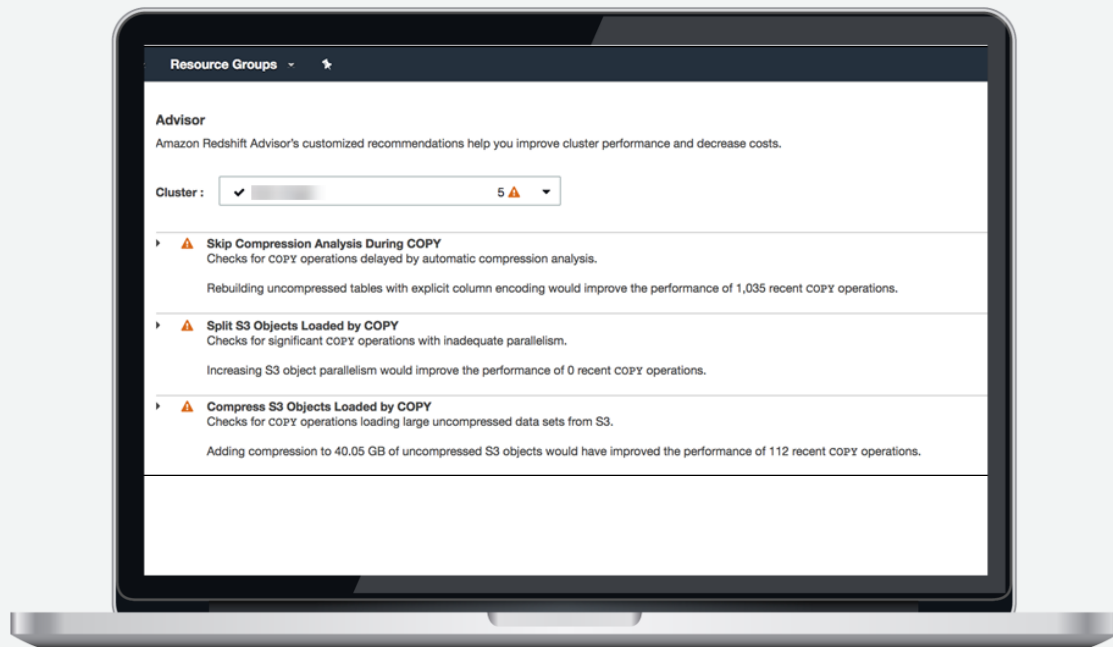 Resource Groups
Advisor
Amazon Redshift Advisor's customized recommendations help you improve cluster performance and decrease costs.
Cluster : 5
Skip Compression Analysis During COPY
Checks for COPY operations delayed by automatic compression analysis.
Rebuilding uncompressed tables with explicit column encoding would improve the performance of 1,035 recent COPY operations.
Split S3 Objects Loaded by COPY
Checks for significant COPY operations with inadequate parallelism.
Increasing S3 object parallelism would improve the performance of 0 recent COPY operations.
Compress S3 Objects Loaded by COPY
Checks for COPY operations loading large uncompressed data sets from S3.
Adding compression to 40.05 GB of uncompressed S3 objects would have improved the performance of 112 recent COPY operations.